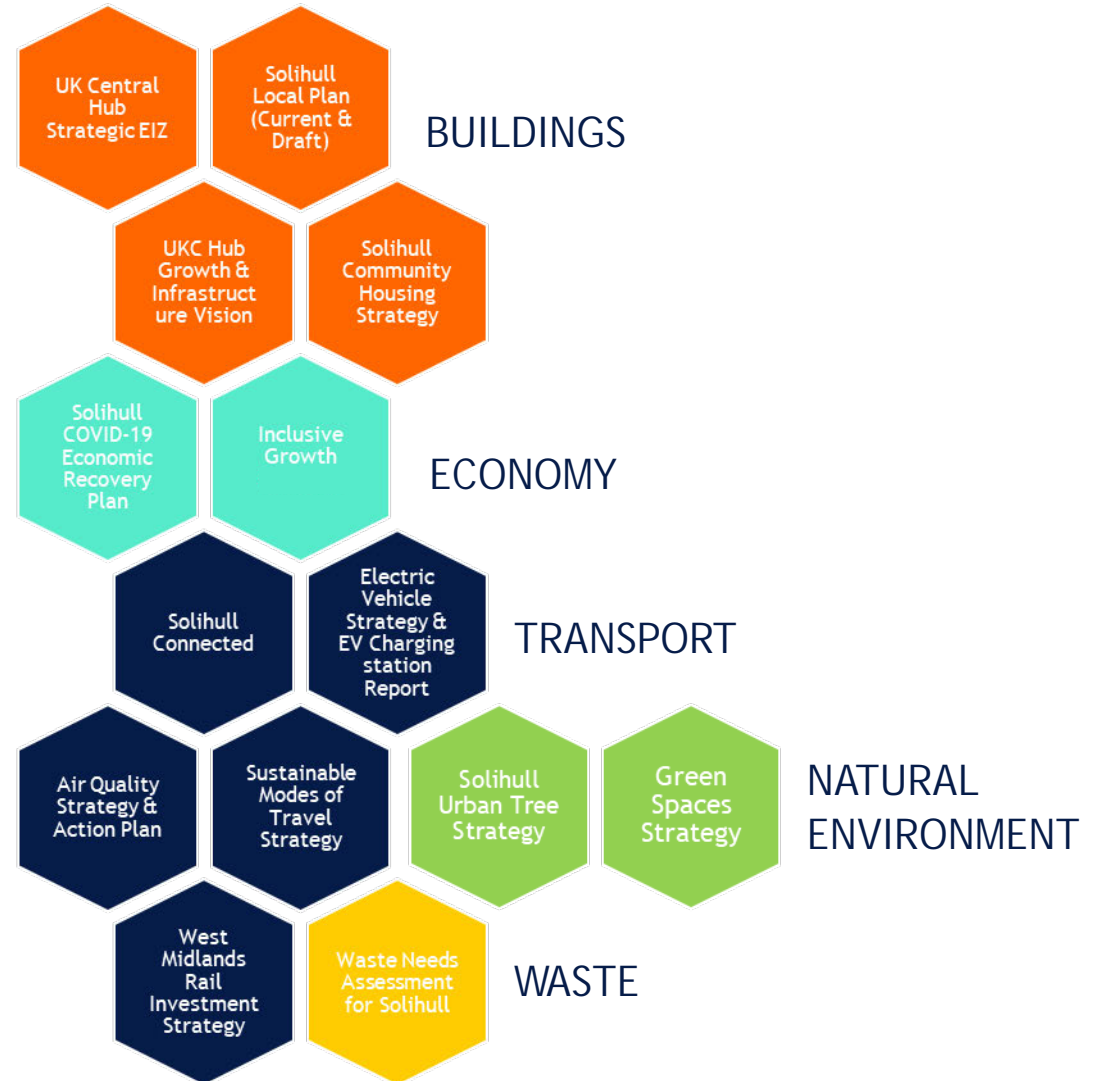 UK Central
Hub
Strategic EIZ
Solihull
Local Plan
(Current &
Draft)
BUILDINGS
UKC Hub
Growth &
Infrastruct
ure Vision
Solihull
Community
Housing
Strategy
Solihull
COVID-19
Economic
Recovery
Plan
Inclusive
Growth
ECONOMY
Solihull
Connected
Electric
Vehicle
Strategy &
EV Charging
station
Report
TRANSPORT
Air Quality
Strategy &
Action Plan
Sustainable
Modes of
Travel
Strategy
Solihull
Urban Tree
Strategy
Green
Spaces
Strategy
NATURAL
ENVIRONMENT
West
Midlands
Rail
Investment
Strategy
Waste Needs
Assessment
for Solihull
WASTE